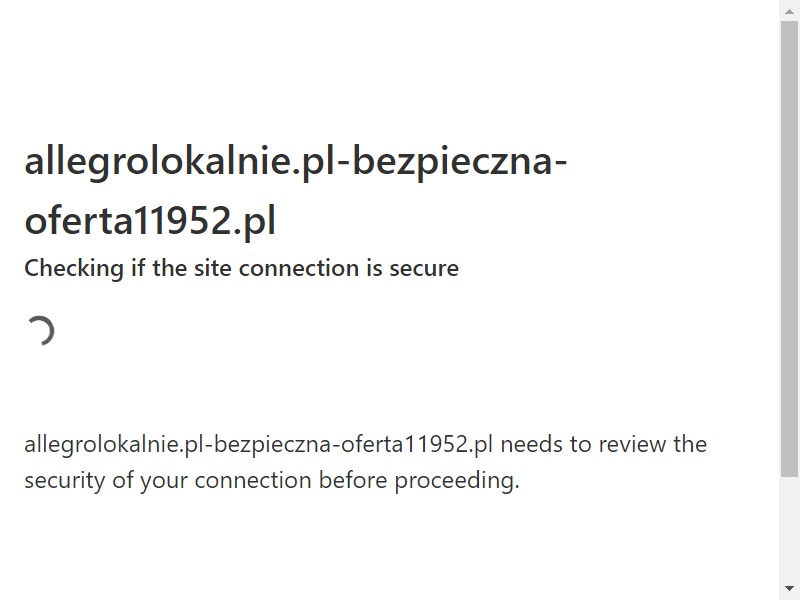 allegrolokalnie.pl-bezpieczna-
oferta11952.pl
Checking if the site connection is secure
allegrolokalnie.pl-bezpieczna-oferta11952.pl needs to review the
security of your connection before proceeding.